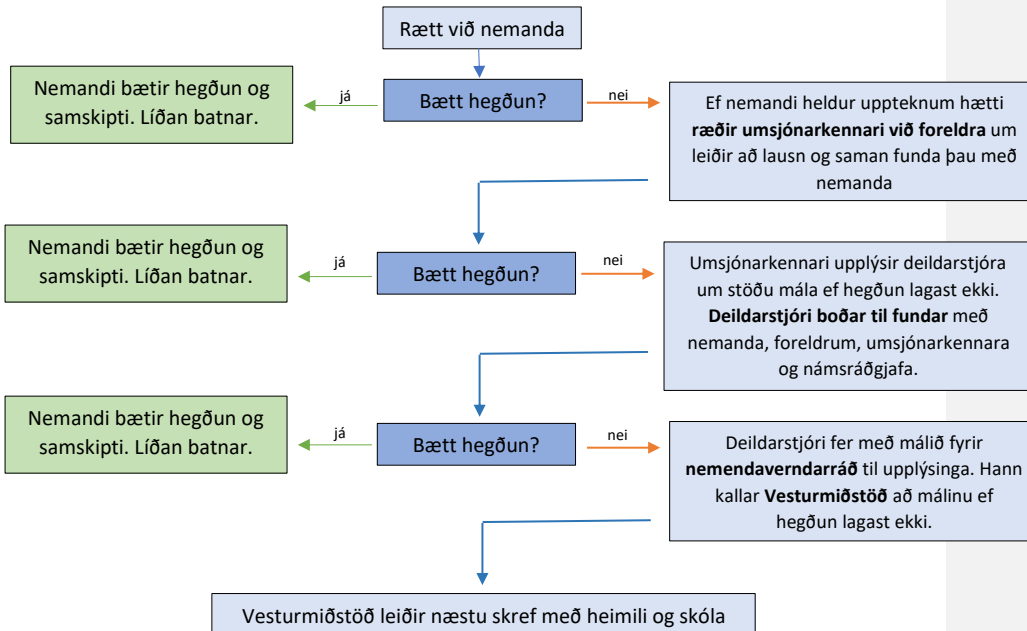 Rætt við nemanda
Nemandi bætir hegðun og
samskipti. Líðan batnar.
já
Bætt hegðun?
nei
Ef nemandi heldur uppteknum hætti
ræðir umsjónarkennari við foreldra um
leiðir að lausn og saman funda þau með
nemanda
Nemandi bætir hegðun og
samskipti. Líðan batnar.
já
Bætt hegðun?
nei
Umsjónarkennari upplýsir deildarstjóra
um stöðu mála ef hegðun lagast ekki.
Deildarstjóri boðar til fundar með
nemanda, foreldrum, umsjónarkennara
og námsráðgjafa.
Nemandi bætir hegðun og
samskipti. Líðan batnar.
já
Bætt hegðun?
nei
Deildarstjóri fer með málið fyrir
nemendaverndarráð til upplýsinga. Hann
kallar Vesturmiðstöð að málinu ef
hegðun lagast ekki.
Vesturmiðstöð leiðir næstu skref með heimili og skóla